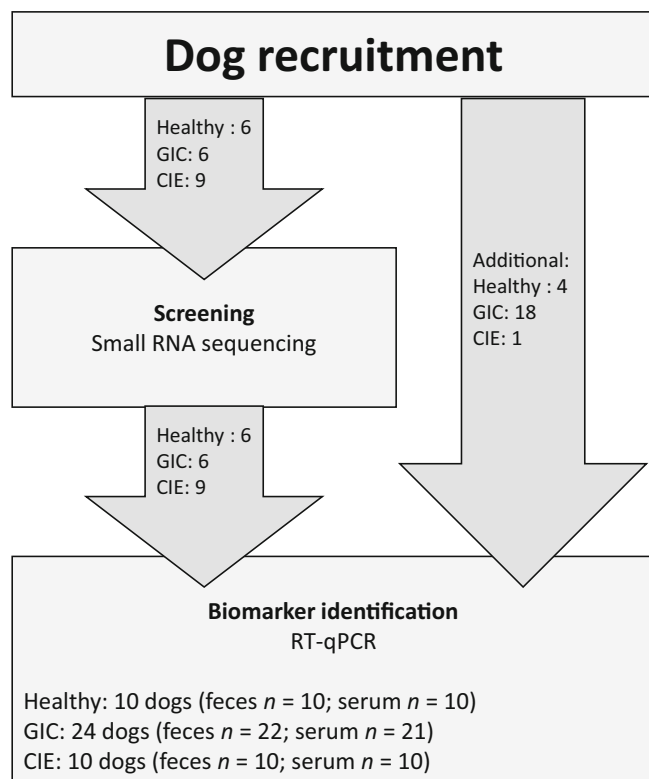 Dog recruitment
Healthy : 6
GIC: 6
CIE: 9
Additional:
Healthy : 4
GIC: 18
CIE: 1
Screening
Small RNA sequencing
Healthy : 6
GIC: 6
CIE: 9
Biomarker identification
RT-qPCR
Healthy: 10 dogs (feces n = 10; serum n = 10)
GIC: 24 dogs (feces n = 22; serum n = 21)
CIE: 10 dogs (feces n = 10; serum n = 10)